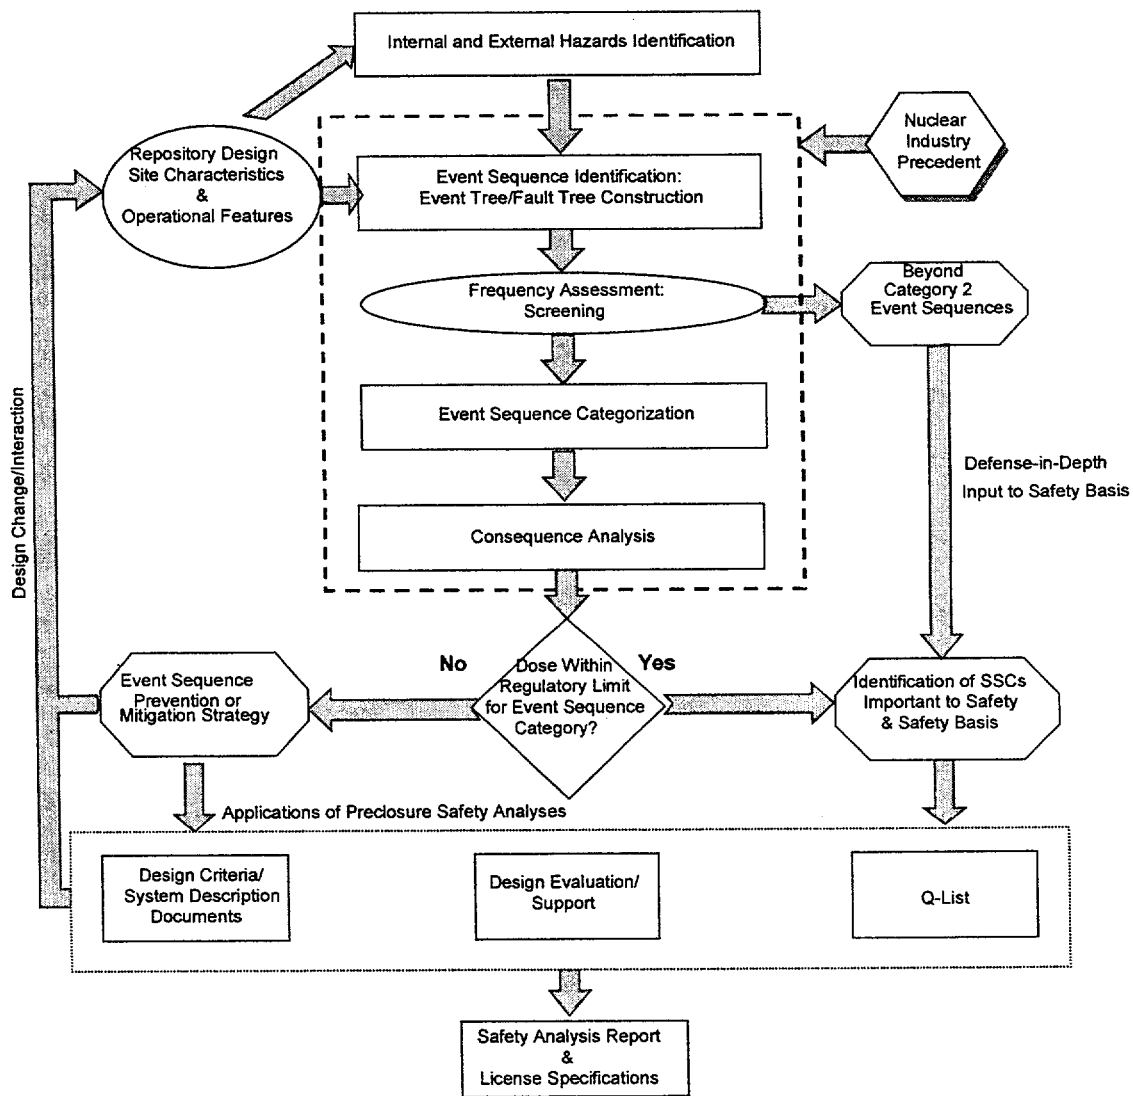 Internal and External Hazards Identification
Nuclear
Industry
Precedent
Repository Design
Site Characteristics
&
Operational Features
Event Sequence Identification:
Event Tree/Fault Tree Construction
Frequency Assessment:
Screening
Beyond
Category 2
Event Sequences
Event Sequence Categorization
Defense-in-Depth
Input to Safety Basis
Consequence Analysis
Design Change/Interaction
No
Yes
Dose Within
Regulatory Limit
for Event Sequence
Category?
Event Sequence
Prevention or
Mitigation Strategy
Identification of SSCs
Important to Safety
& Safety Basis
Applications of Preclosure Safety Analyses
Design Criteria/
System Description
Documents
Design Evaluation/
Support
Q-List
Safety Analysis Report
&
License Specifications